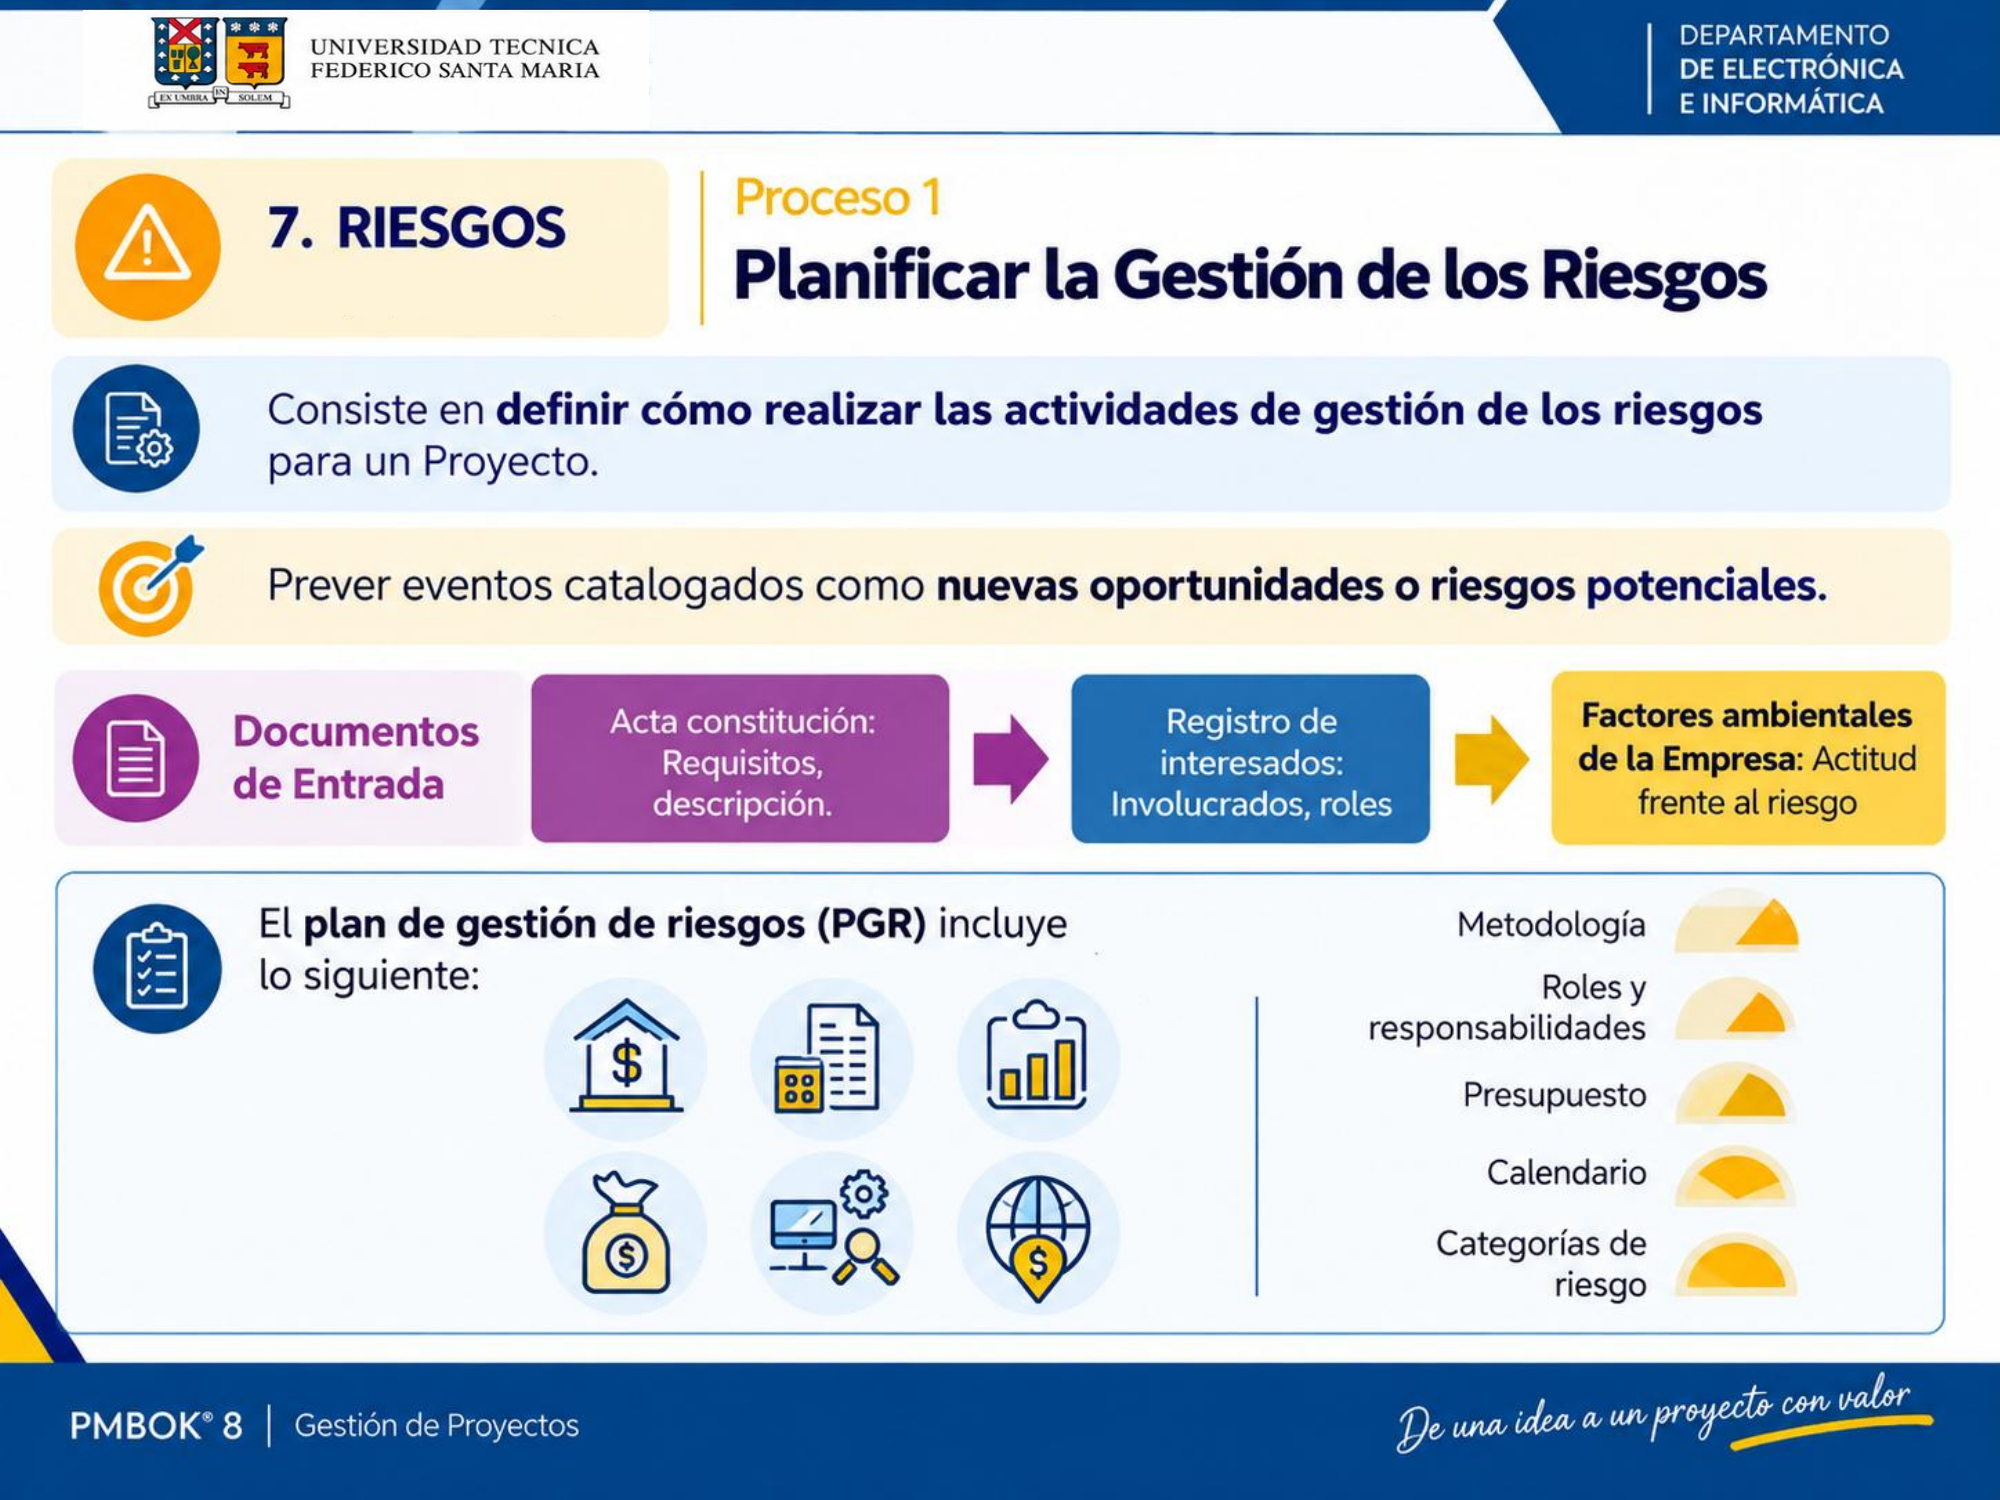 EX UMBRA IN SOLEM
UNIVERSIDAD TECNICA
FEDERICO SANTA MARIA
DEPARTAMENTO
DE ELECTRÓNICA
E INFORMÁTICA
7. RIESGOS
Proceso 1
Planificar la Gestión de los Riesgos
Consiste en definir cómo realizar las actividades de gestión de los riesgos
para un Proyecto.
Prever eventos catalogados como nuevas oportunidades o riesgos potenciales.
Documentos
de Entrada
Acta constitución:
Requisitos,
descripción.
Registro de
interesados:
Involucrados, roles
Factores ambientales
de la Empresa: Actitud
frente al riesgo
El plan de gestión de riesgos (PGR) incluye
lo siguiente:
$
$
$
Metodología
Roles y
responsabilidades
Presupuesto
Calendario
Categorías de
riesgo
PMBOK® 8 | Gestión de Proyectos
De una idea a un proyecto con valor